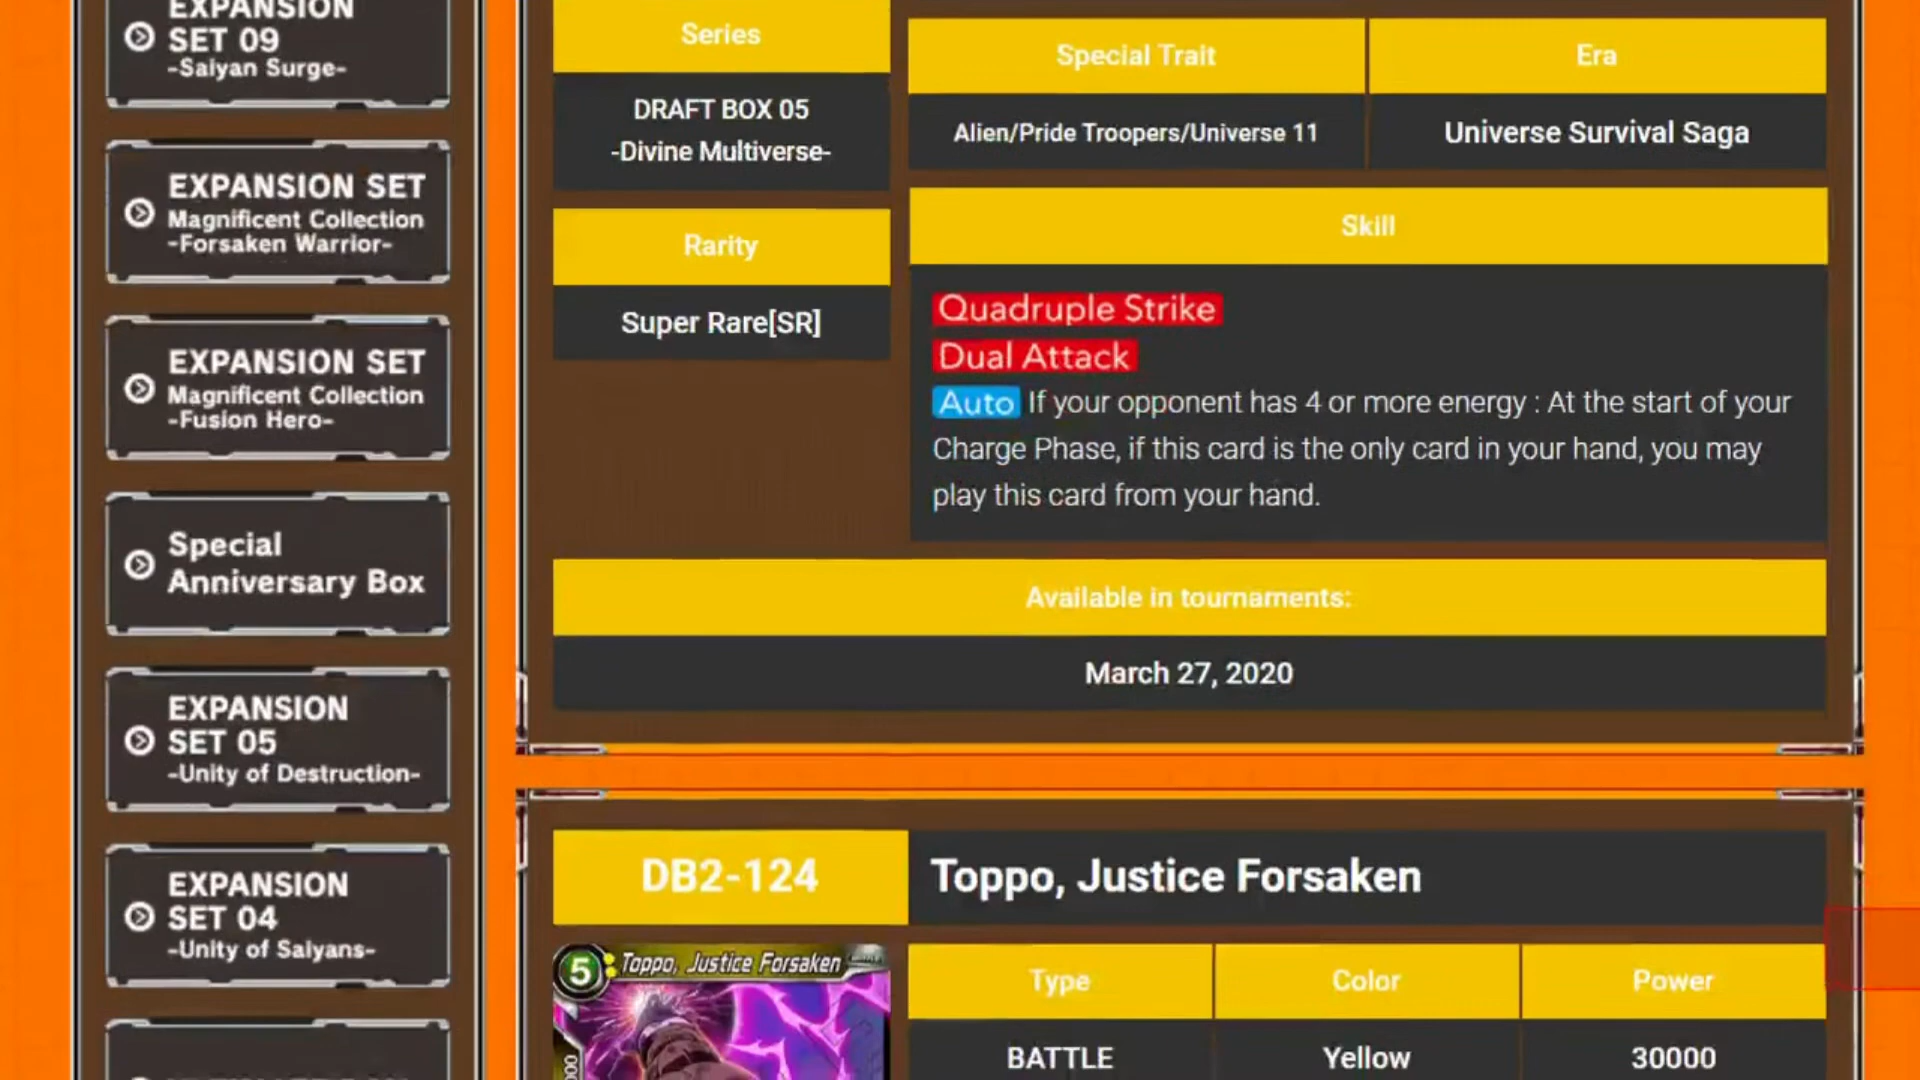 EXPANSION
SET 09
-Saiyan Surge-
EXPANSION SET
Magnificent Collection
-Forsaken Warrior-
EXPANSION SET
Magnificent Collection
-Fusion Hero-
Special
Anniversary Box
EXPANSION
SET 05
-Unity of Destruction-
EXPANSION
SET 04
-Unity of Saiyans-
Series
DRAFT BOX 05
-Divine Multiverse-
Rarity
Super Rare[SR]
Special Trait
Era
Alien/Pride Troopers/Universe 11
Universe Survival Saga
Skill
Quadruple Strike
Dual Attack
Auto If your opponent has 4 or more energy : At the start of your
Charge Phase, if this card is the only card in your hand, you may
play this card from your hand.
Available in tournaments:
March 27, 2020
DB2-124
Toppo, Justice Forsaken
5
Toppo, Justice Forsaken
Type
Color
Power
BATTLE
Yellow
30000